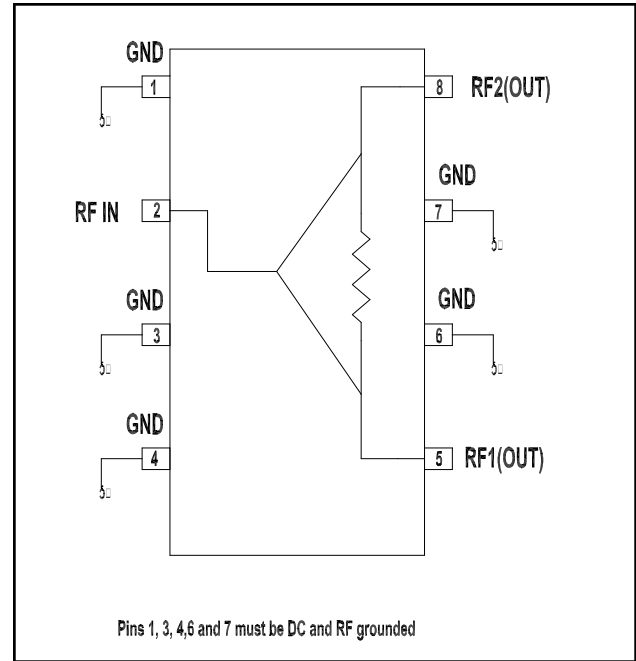 GND
1
RF IN
2
GND
3
GND
4
8
RF2(OUT)
GND
7
GND
6
5
RF1(OUT)
Pins 1, 3, 4,6 and 7 must be DC and RF grounded